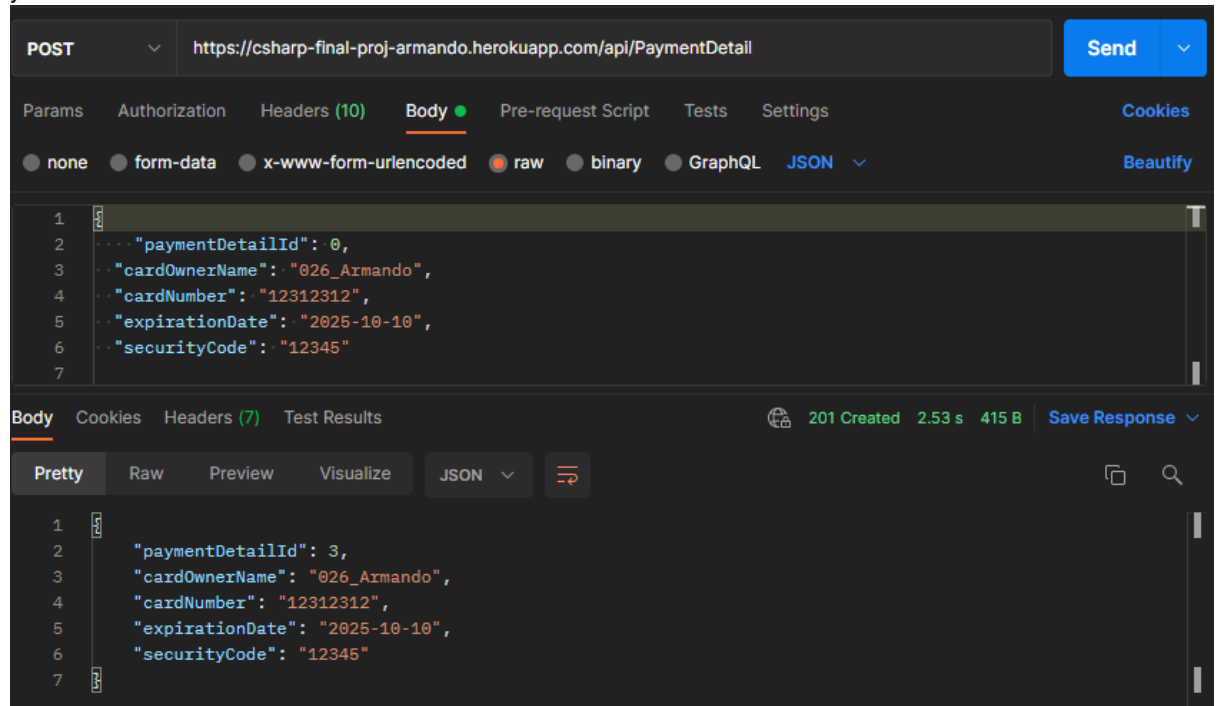 POST https://csharp-final-proj-armando.herokuapp.com/api/PaymentDetail Send
Params Authorization Headers (10) Body Pre-request Script Tests Settings Cookies
none form-data x-www-form-urlencoded raw binary GraphQL JSON Beautify
1 {
2 "paymentDetailId": 0,
3 "cardOwnerName": "026_Armando",
4 "cardNumber": "12312312",
5 "expirationDate": "2025-10-10",
6 "securityCode": "12345"
7
Body Cookies Headers (7) Test Results 201 Created 2.53 s 415 B Save Response
Pretty Raw Preview Visualize JSON
1 {
2 "paymentDetailId": 3,
3 "cardOwnerName": "026_Armando",
4 "cardNumber": "12312312",
5 "expirationDate": "2025-10-10",
6 "securityCode": "12345"
7 }